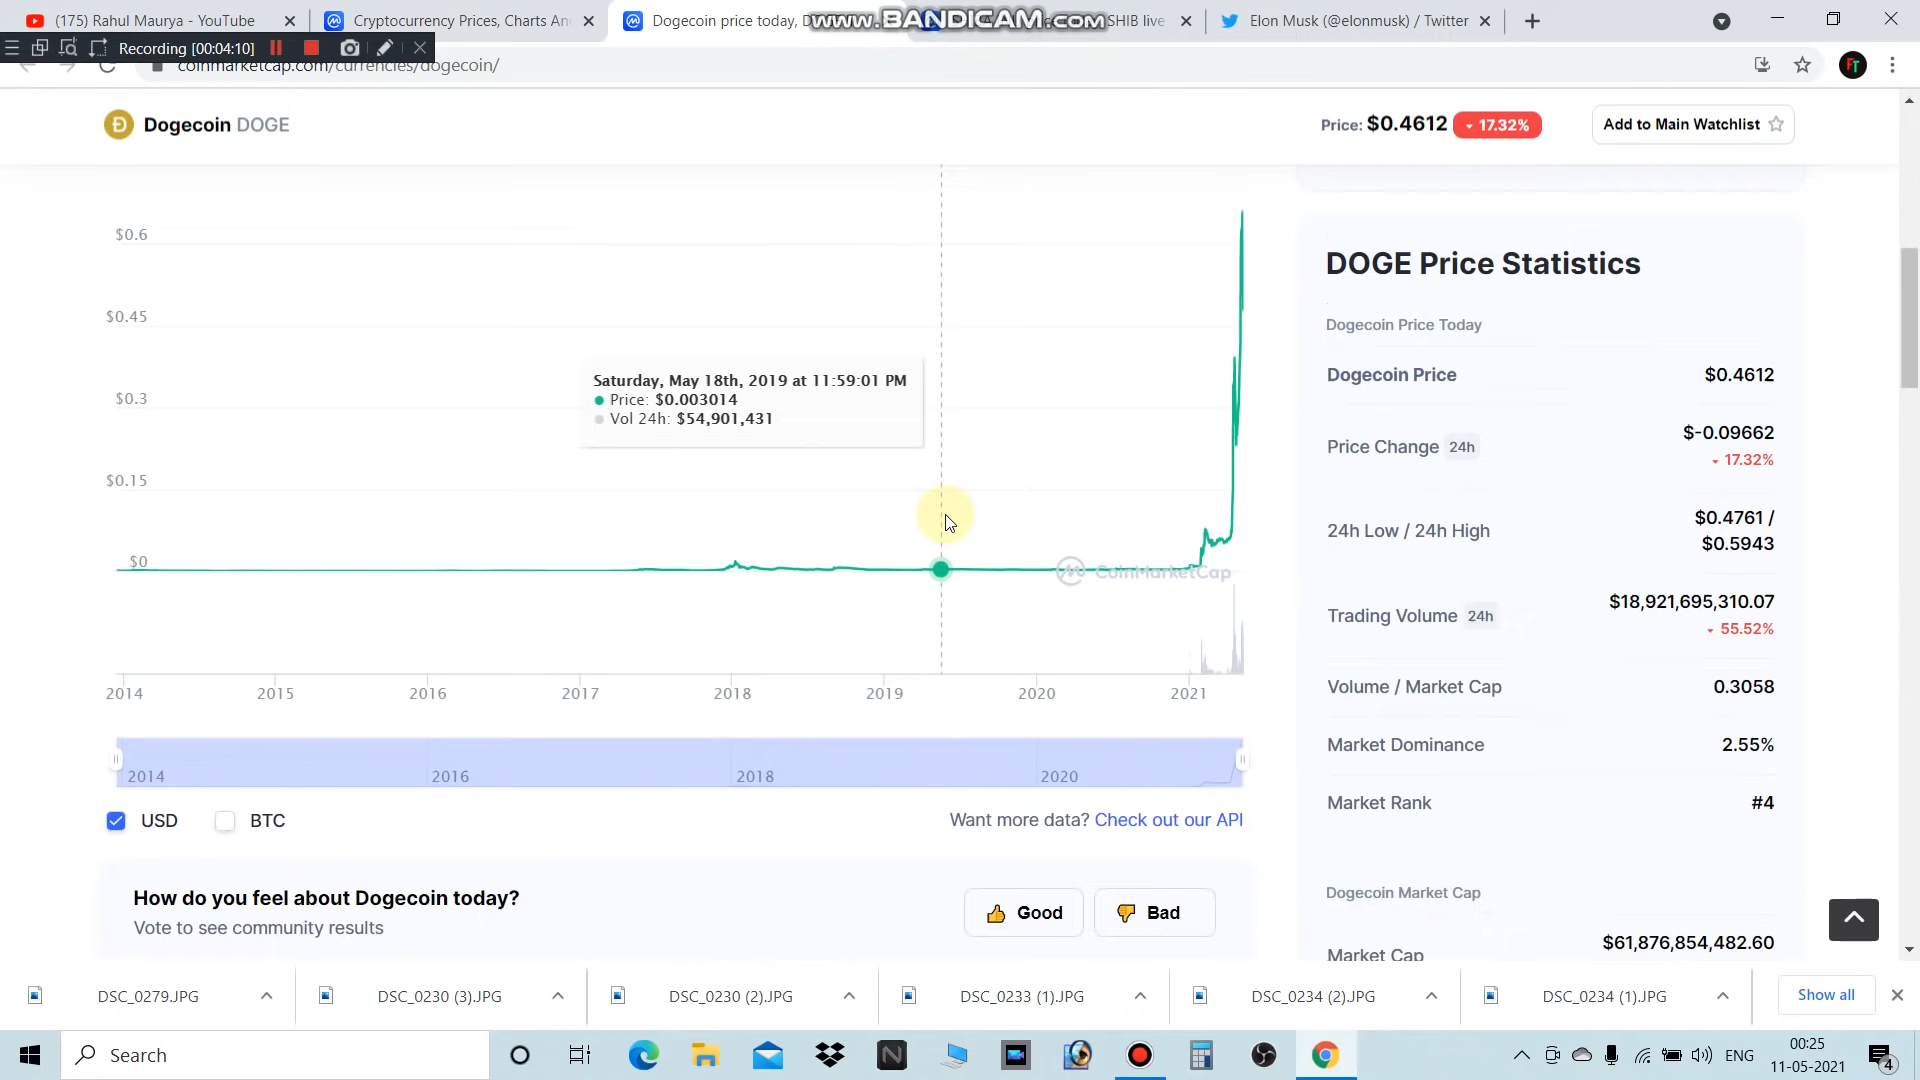 (175) Rahul Maurya - YouTube
Cryptocurrency Prices, Charts An
Dogecoin price today, D
www.BANDICAM.com
SHIB live
Elon Musk (@elonmusk) / Twitter
Recording [00:04:10]
coinmarketcap.com/currencies/dogecoin/
FT
Dogecoin DOGE
Price: $0.4612
17.32%
Add to Main Watchlist
$0.6
$0.45
$0.3
$0.15
$0
Saturday, May 18th, 2019 at 11:59:01 PM
Price: $0.003014
Vol 24h: $54,901,431
CoinMarketCap
2014
2015
2016
2017
2018
2019
2020
2021
2014
2016
2018
2020
USD
BTC
Want more data? Check out our API
How do you feel about Dogecoin today?
Vote to see community results
Good
Bad
DOGE Price Statistics
Dogecoin Price Today
Dogecoin Price
$0.4612
Price Change 24h
$-0.09662
17.32%
24h Low / 24h High
$0.4761 /
$0.5943
Trading Volume 24h
$18,921,695,310.07
55.52%
Volume / Market Cap
0.3058
Market Dominance
2.55%
Market Rank
#4
Dogecoin Market Cap
Market Cap
$61,876,854,482.60
DSC_0279.JPG
DSC_0230 (3).JPG
DSC_0230 (2).JPG
DSC_0233 (1).JPG
DSC_0234 (2).JPG
DSC_0234 (1).JPG
Show all
Search
ENG
00:25
11-05-2021
4